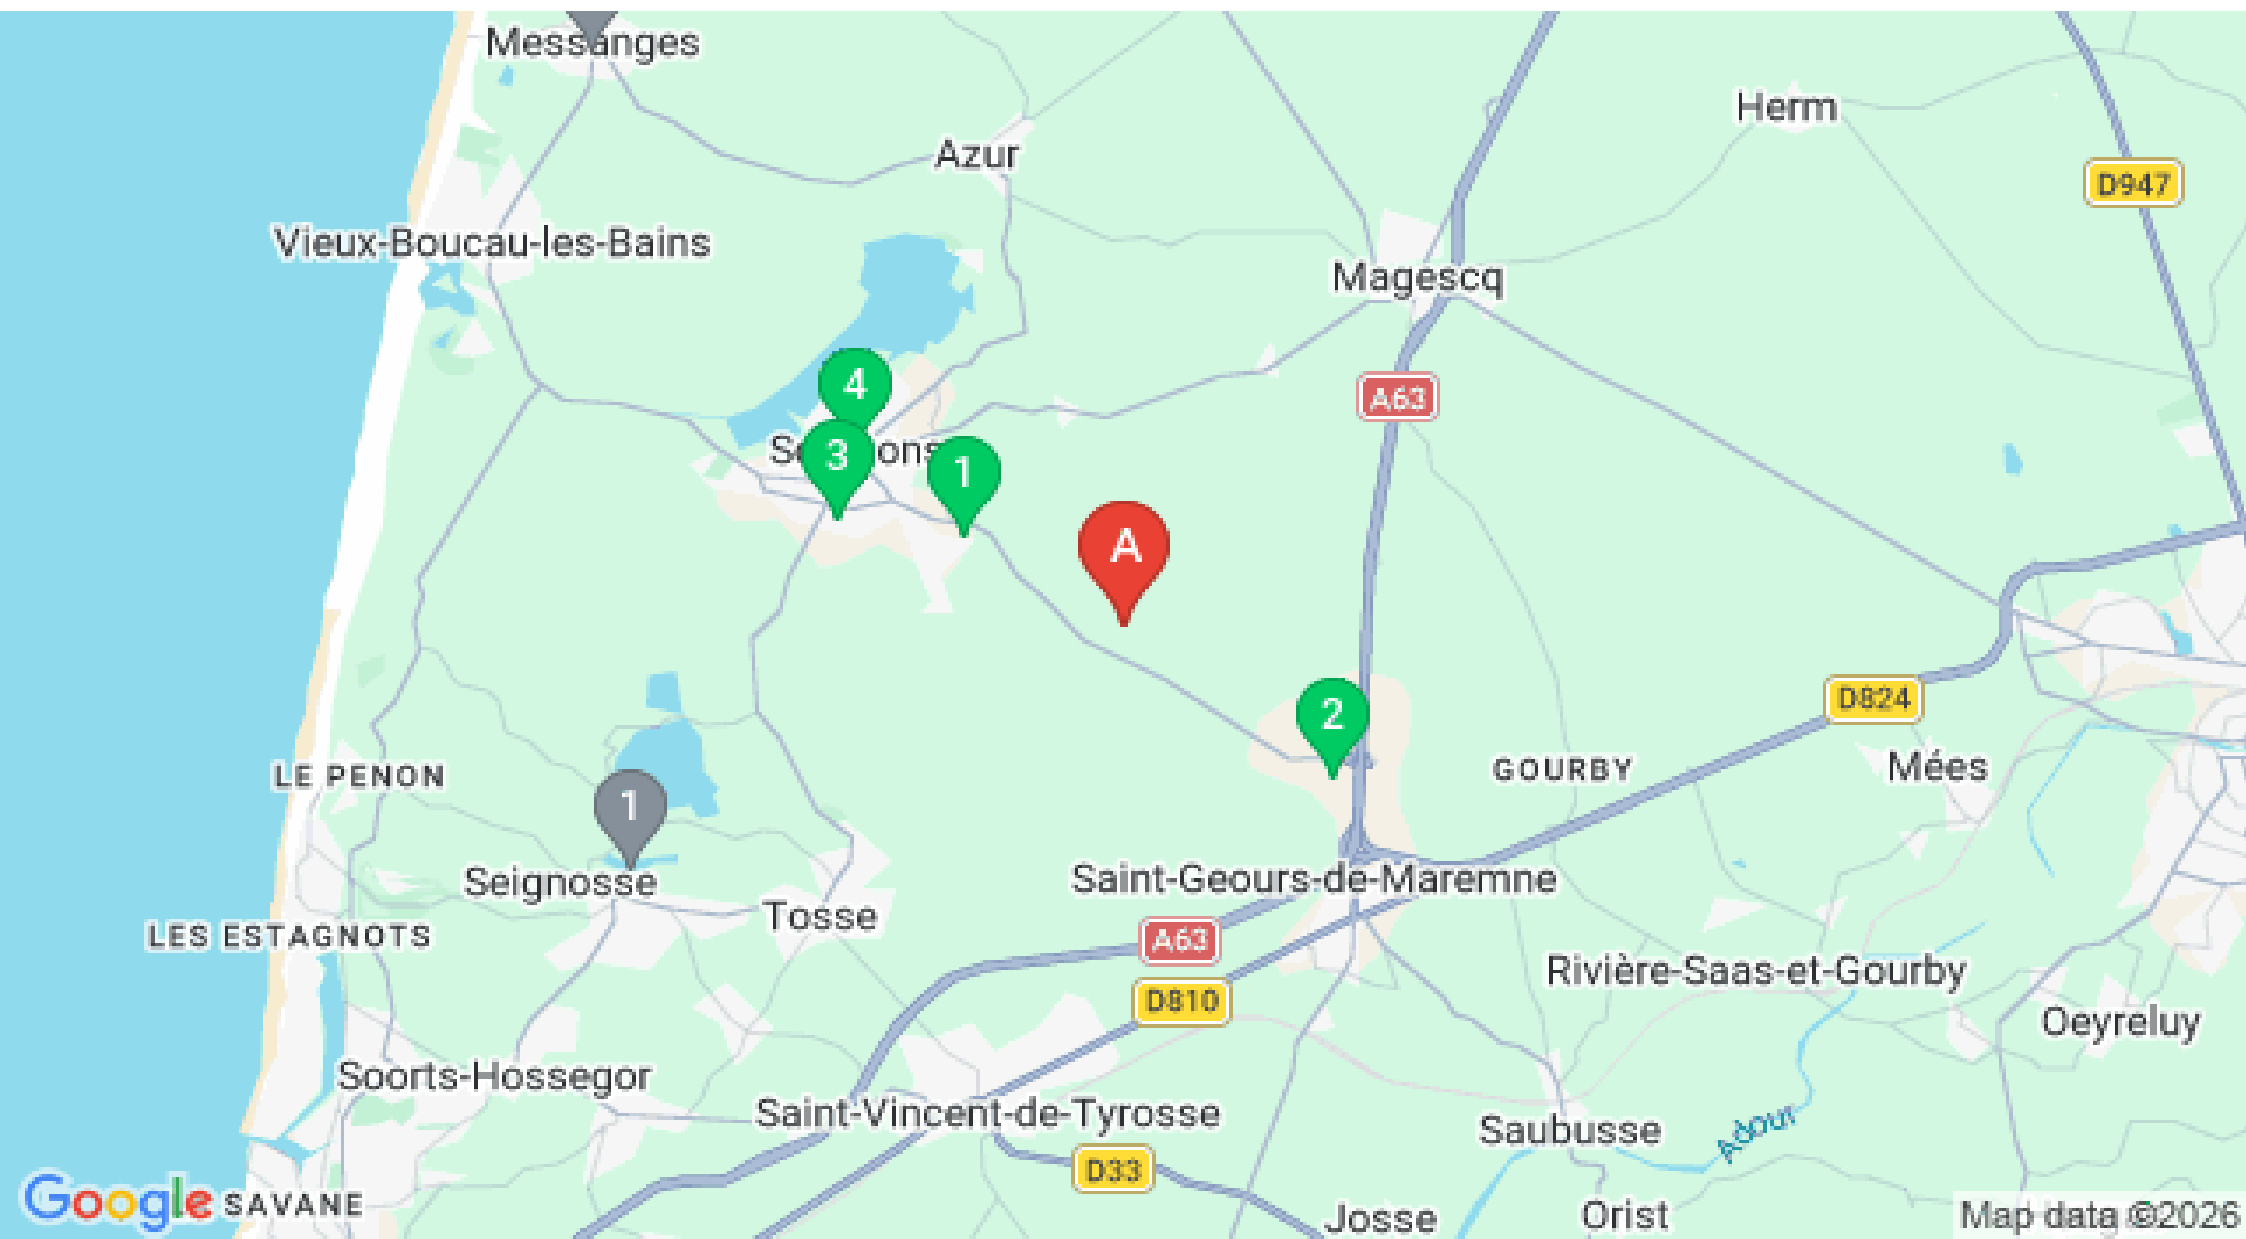 Messanges
Herm
Azur
D947
Vieux-Boucau-les-Bains
Magescq
4
A63
3
1
A
2
D824
LE PENON
GOURBY
Mées
1
Seignosse
Saint-Geours-de-Maremne
Tosse
LES ESTAGNOTS
A63
Rivière-Saas-et-Gourby
D810
Oeyreluy
Soorts-Hossegor
Saint-Vincent-de-Tyrosse
Saubusse
Adour
D33
Google
SAVANE
Josse
Orist
Map data ©2026